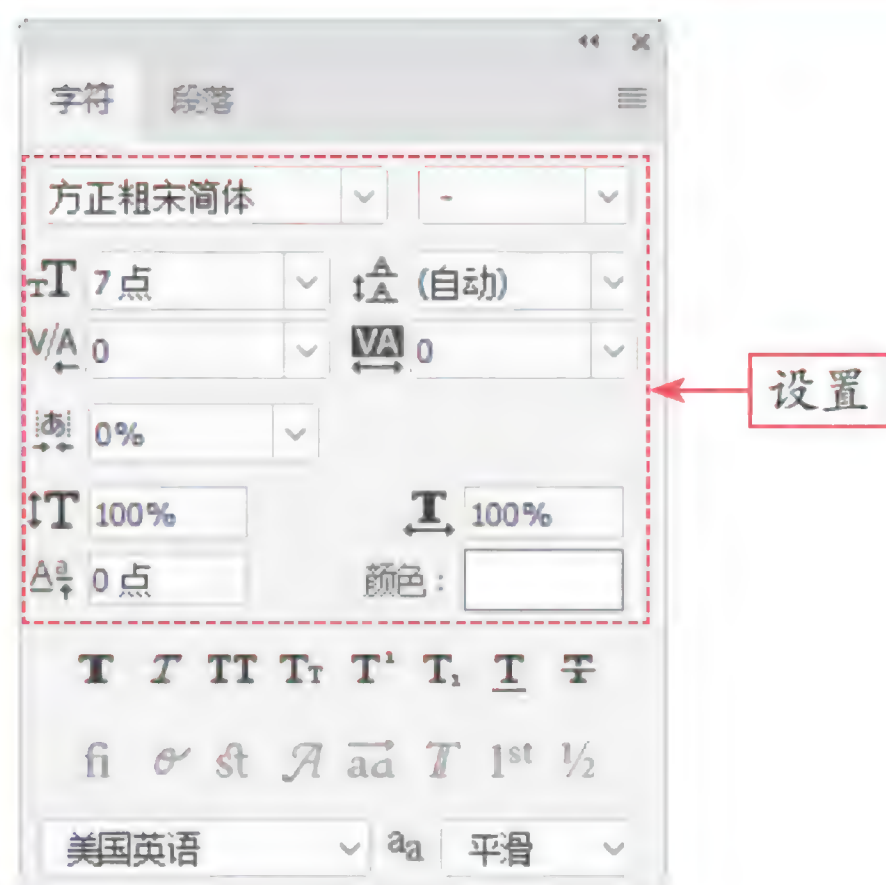 字符 段落
方正粗宋简体 -
7点 (自动)
0 0
0%
100% 100%
0点 颜色：
T T TT Tт T¹ T₁ T T
fi st A aa T 1st ½
美国英语 aa 平滑
设置